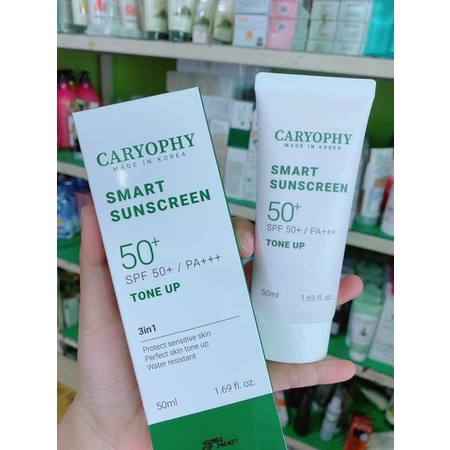 CARYOPHY
MADE IN KOREA
SMART
SUNSCREEN
50+
SPF 50+ / PA+++
TONE UP
3in1
Protect sensitive skin
Perfect skin tone up
Water resistant
50ml 1.69 fl. oz.
CARYOPHY
MADE IN KOREA
SMART
SUNSCREEN
50+
SPF 50+ / PA+++
TONE UP
50ml 1.69 fl. oz.